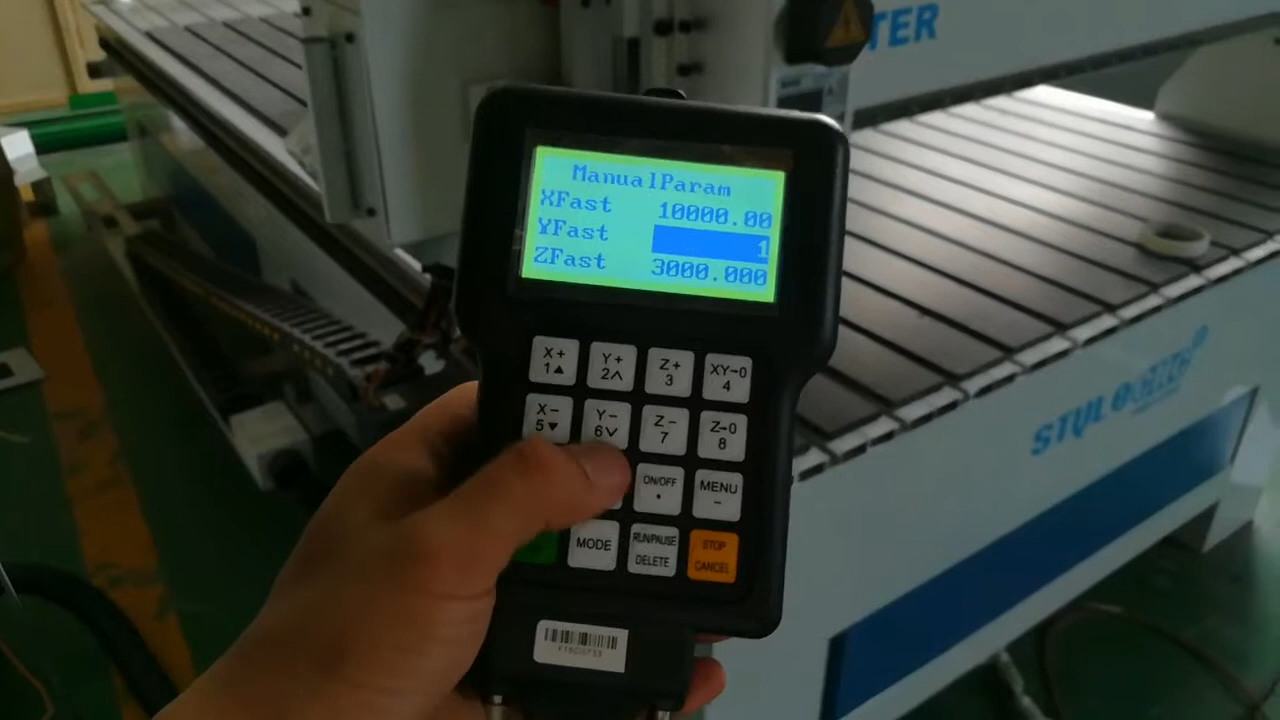 TER
ManualParam
XFast 10000.00
YFast 1
ZFast 3000.000
X+ Y+ Z+ XY-0
1▲ 2∧ 3 4
X- Y- Z- Z-0
5▼ 6∨ 7 8
ON/OFF MENU
. -
MODE RUN/PAUSE STOP
DELETE CANCEL